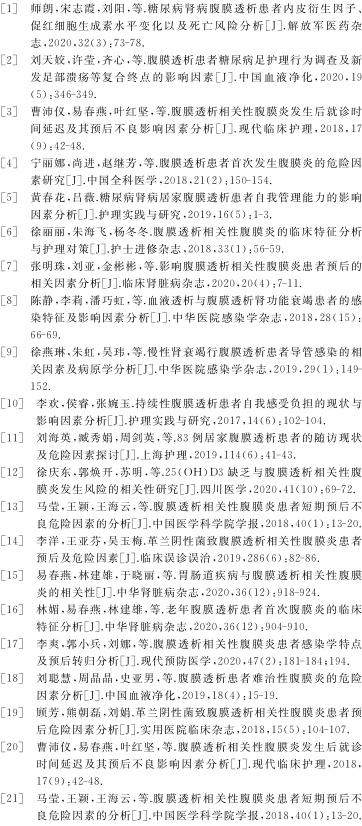 [1] 师朗,宋志霞,刘阳,等.糖尿病肾病腹膜透析患者内皮衍生因子、
促红细胞生成素水平变化以及死亡风险分析[J].解放军医药杂
志,2020,32(3):73-78.
[2] 刘天姣,许莹,齐心,等.腹膜透析患者糖尿病足护理行为调查及新
发足部溃疡等复合终点的影响因素[J].中国血液净化,2020,19
(5):346-349.
[3] 曹沛仪,易春燕,叶红坚,等.腹膜透析相关性腹膜炎发生后就诊时
间延迟及其预后不良影响因素分析[J].现代临床护理,2018,17
(9):42-48.
[4] 宁丽娜,尚进,赵继芳,等.腹膜透析患者首次发生腹膜炎的危险因
素研究[J].中国全科医学,2018,21(2):150-154.
[5] 黄春花,吕薇.糖尿病肾病居家腹膜透析患者自我管理能力的影响
因素分析[J].护理实践与研究,2019,16(5):1-3.
[6] 徐丽丽,朱海飞,杨冬冬.腹膜透析相关性腹膜炎的临床特征分析
与护理对策[J].护士进修杂志,2018,33(1):56-59.
[7] 张明珠,刘亚,金彬彬,等.影响腹膜透析相关性腹膜炎患者预后的
相关因素分析[J].临床肾脏病杂志,2020,20(4):7-11.
[8] 陈静,李莉,潘巧虹,等.血液透析与腹膜透析肾功能衰竭患者的感
染特征及影响因素分析[J].中华医院感染学杂志,2018,28(15):
66-69.
[9] 徐燕琳,朱虹,吴玮,等.慢性肾衰竭行腹膜透析患者导管感染的相
关因素及病原学分析[J].中华医院感染学杂志,2019,29(1):149-
152.
[10] 李欢,侯睿,张婉玉.持续性腹膜透析患者自我感受负担的现状与
影响因素分析[J].护理实践与研究,2017,14(6):102-104.
[11] 刘海英,臧秀娟,周剑英,等.83例居家腹膜透析患者的随访现状
及危险因素探讨[J].上海护理,2019,114(6):41-43.
[12] 徐庆东,郭焕开,苏明,等.25(OH)D3缺乏与腹膜透析相关性腹
膜炎发生风险的相关性研究[J].四川医学,2020,41(10):69-72.
[13] 马莹,王颖,王海云,等.腹膜透析相关性腹膜炎患者短期预后不
良危险因素的分析[J].中国医学科学院学报,2018,40(1):13-20.
[14] 李洋,王亚芬,吴玉梅.革兰阴性菌致腹膜透析相关性腹膜炎患者
预后及危险因素[J].临床误诊误治,2019,286(6):82-86.
[15] 易春燕,林建雄,于晓丽,等.胃肠道疾病与腹膜透析相关性腹膜
炎的相关性[J].中华肾脏病杂志,2020,36(12):918-924.
[16] 林媚,易春燕,林建雄,等.老年腹膜透析患者首次腹膜炎的临床
特征分析[J].中华肾脏病杂志,2020,36(12):904-910.
[17] 李爽,郭小兵,刘娜,等.腹膜透析相关性腹膜炎患者感染学特点
及预后转归分析[J].现代预防医学,2020,47(2):181-184;194.
[18] 刘聪慧,周晶晶,史亚男,等.腹膜透析患者难治性腹膜炎的危险
因素分析[J].中国血液净化,2019,18(4):15-19.
[19] 顾芳,熊朝磊,刘娟.革兰阴性菌致腹膜透析相关性腹膜炎患者预
后危险因素分析[J].实用医院临床杂志,2018,15(5):104-107.
[20] 曹沛仪,易春燕,叶红坚,等.腹膜透析相关性腹膜炎发生后就诊
时间延迟及其预后不良影响因素分析[J].现代临床护理,2018,
17(9):42-48.
[21] 马莹,王颖,王海云,等.腹膜透析相关性腹膜炎患者短期预后不
良危险因素的分析[J].中国医学科学院学报,2018,40(1):13-20.